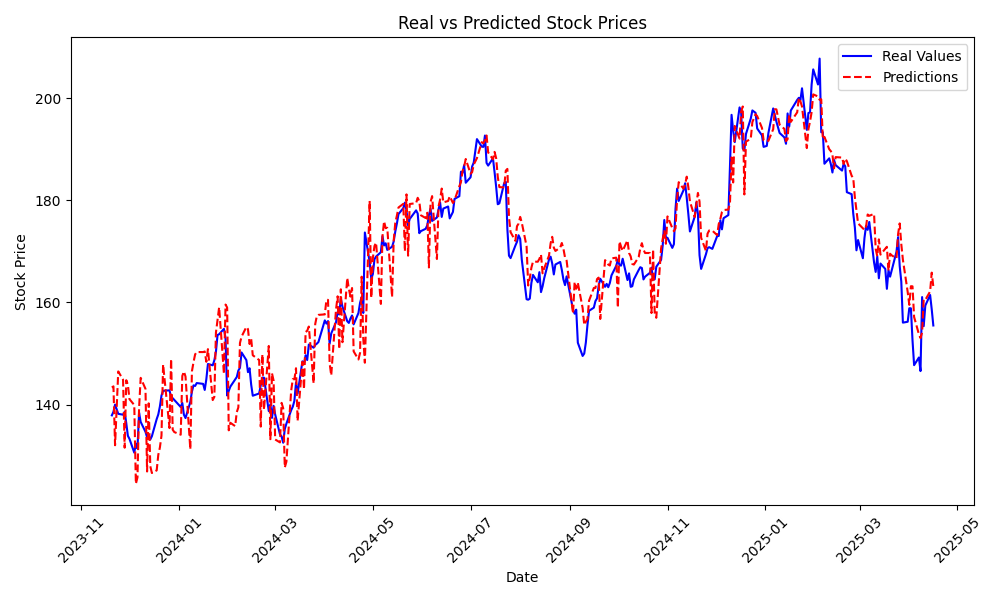 Real vs Predicted Stock Prices
Real Values
Predictions
Stock Price
200
180
160
140
2023-11
2024-01
2024-03
2024-05
2024-07
2024-09
2024-11
2025-01
2025-03
2025-05
Date